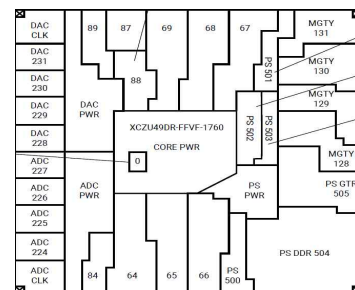 DAC
CLK
89
87
69
68
67
MGTY
131
DAC
231
88
PS 501
MGTY
130
DAC
230
MGTY
129
DAC
229
DAC
PWR
XCZU49DR-FFVF-1760
PS 502
PS 503
DAC
228
CORE PWR
MGTY
128
ADC
227
0
ADC
226
ADC
PWR
PS
PWR
PS GTR
505
ADC
225
ADC
224
PS DDR 504
ADC
CLK
84
64
65
66
PS
500